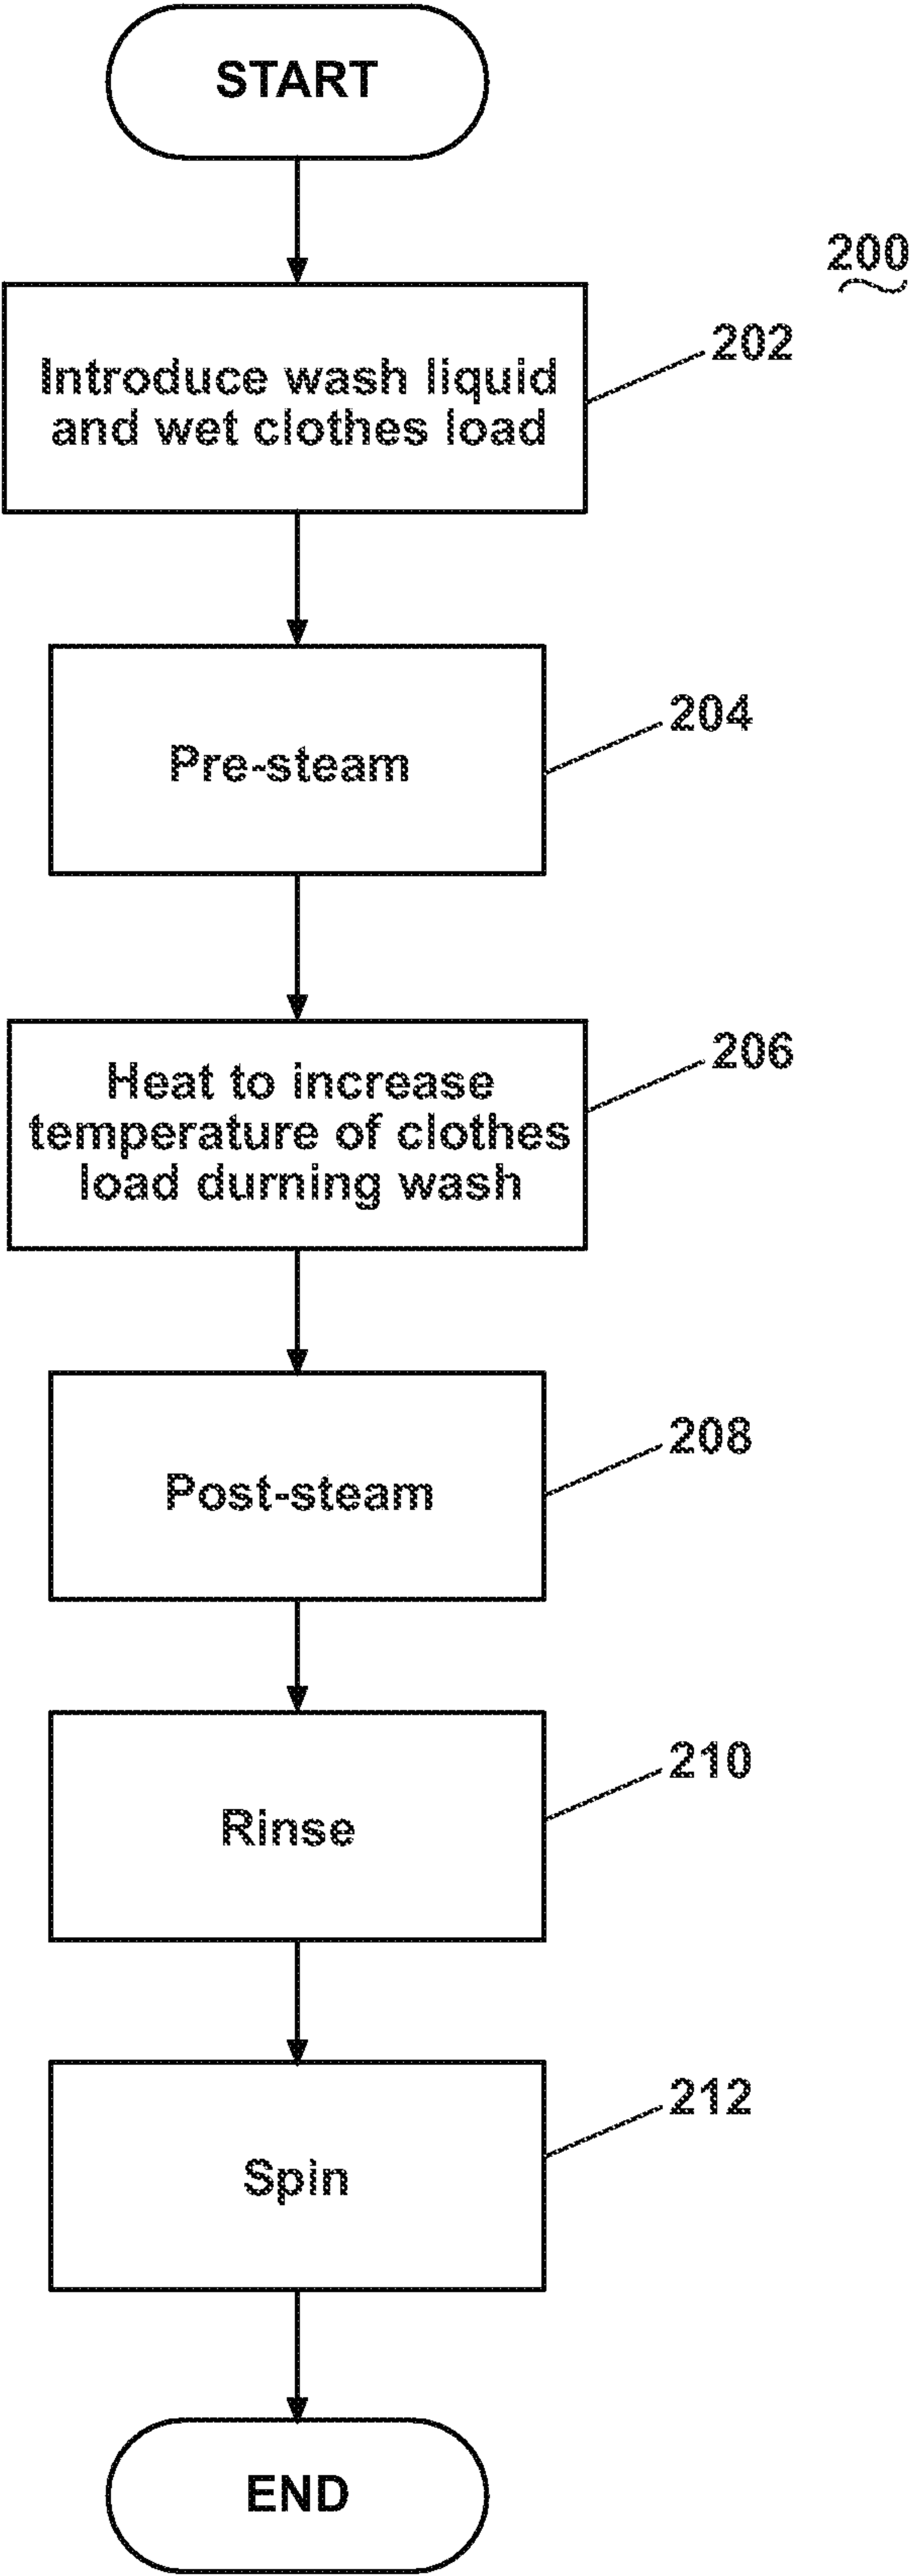 START
200
202
Introduce wash liquid
and wet clothes load
204
Pre-steam
206
Heat to increase
temperature of clothes
load durning wash
208
Post-steam
210
Rinse
212
Spin
END